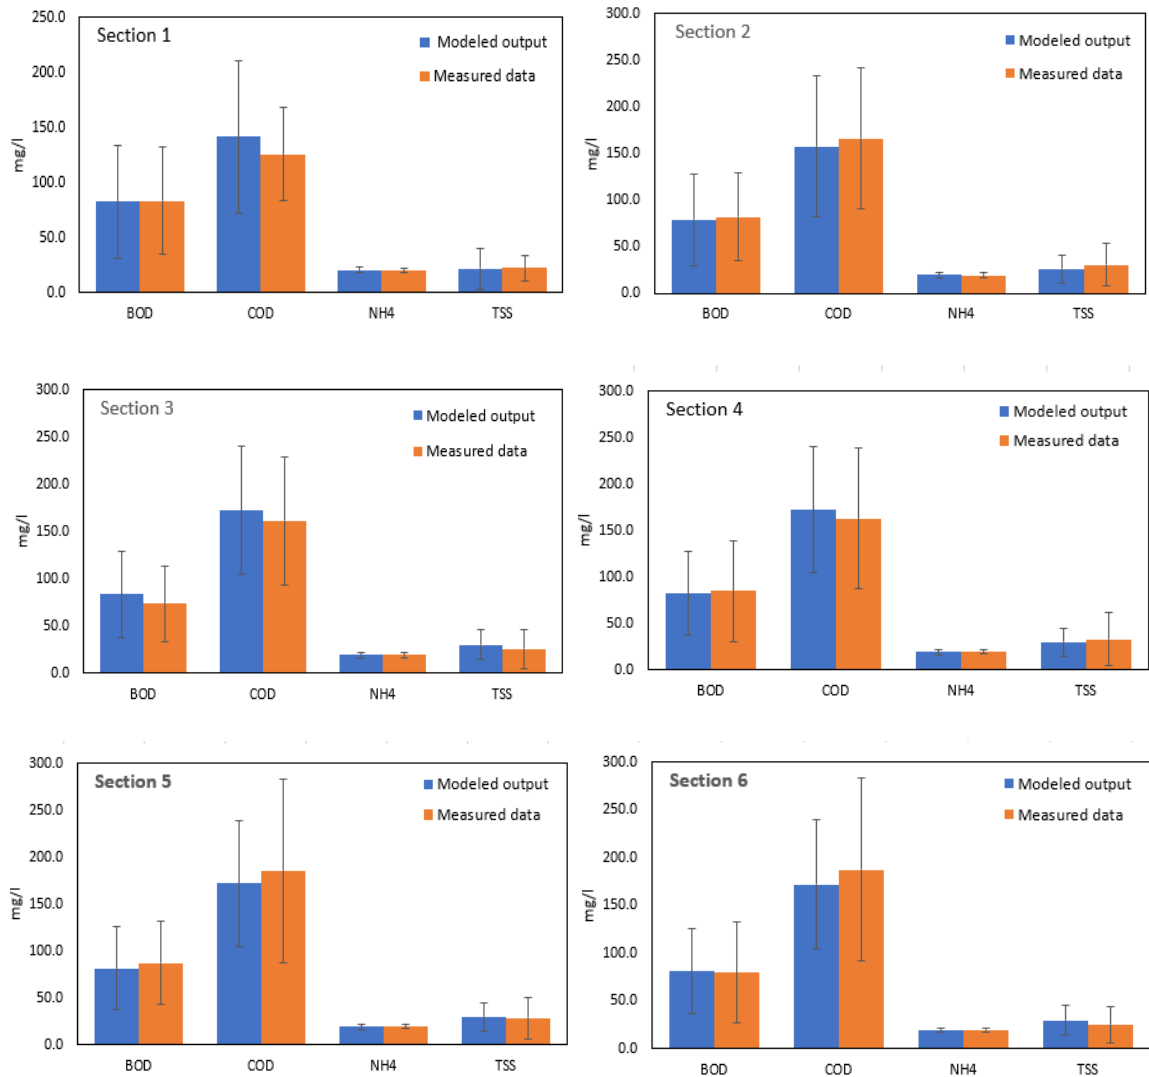 250.0
Section 1
Modeled output
200.0
Measured data
150.0
mg/l
100.0
50.0
0.0
BOD COD NH4 TSS
300.0
Section 2
Modeled output
250.0
Measured data
200.0
150.0
mg/l
100.0
50.0
0.0
BOD COD NH4 TSS
300.0
Section 3
Modeled output
250.0
Measured data
200.0
150.0
mg/l
100.0
50.0
0.0
BOD COD NH4 TSS
300.0
Section 4
Modeled output
250.0
Measured data
200.0
150.0
mg/l
100.0
50.0
0.0
BOD COD NH4 TSS
300.0
Section 5
Modeled output
250.0
Measured data
200.0
150.0
mg/l
100.0
50.0
0.0
BOD COD NH4 TSS
300.0
Section 6
Modeled output
250.0
Measured data
200.0
150.0
mg/l
100.0
50.0
0.0
BOD COD NH4 TSS